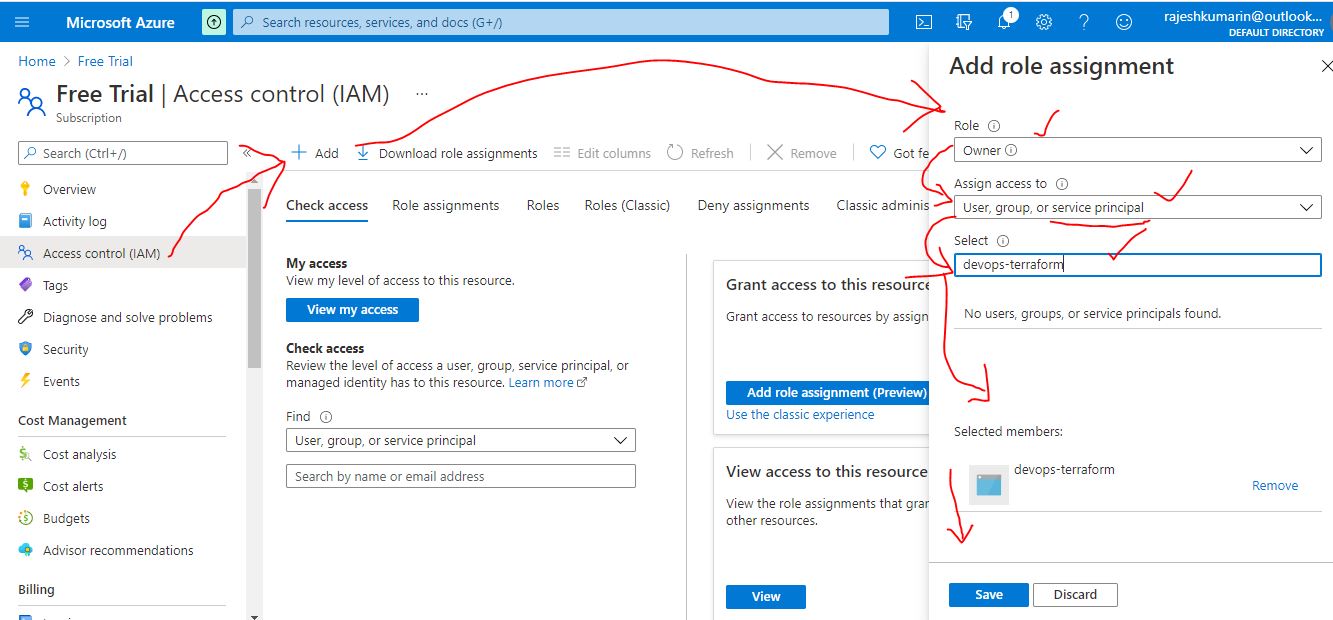 Microsoft Azure
Search resources, services, and docs (G+/)
1
rajeshkumarin@outlook...
DEFAULT DIRECTORY
Home > Free Trial
Free Trial | Access control (IAM) ...
Subscription
Search (Ctrl+/)
«
Overview
Activity log
Access control (IAM)
Tags
Diagnose and solve problems
Security
Events
Cost Management
Cost analysis
Cost alerts
Budgets
Advisor recommendations
Billing
Add
Download role assignments
Edit columns
Refresh
Remove
Got fe
Check access
Role assignments
Roles
Roles (Classic)
Deny assignments
Classic adminis
My access
View my level of access to this resource.
View my access
Check access
Review the level of access a user, group, service principal, or
managed identity has to this resource. Learn more
Find
User, group, or service principal
Search by name or email address
Grant access to this resource
Grant access to resources by assign
Add role assignment (Preview)
Use the classic experience
View access to this resource
View the role assignments that gran
other resources.
View
Add role assignment
Role
Owner
Assign access to
User, group, or service principal
Select
devops-terraform
No users, groups, or service principals found.
Selected members:
devops-terraform
Remove
Save
Discard